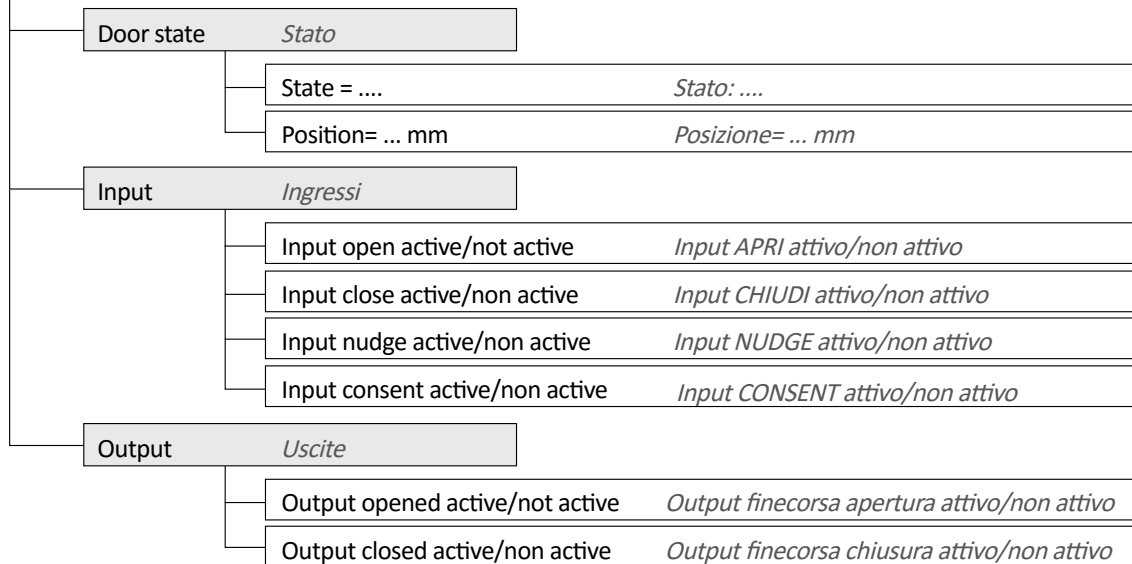 Door state Stato
State = .... Stato: ....
Position= ... mm Posizione= ... mm
Input Ingressi
Input open active/not active Input APRI attivo/non attivo
Input close active/non active Input CHIUDI attivo/non attivo
Input nudge active/non active Input NUDGE attivo/non attivo
Input consent active/non active Input CONSENT attivo/non attivo
Output Uscite
Output opened active/not active Output finecorsa apertura attivo/non attivo
Output closed active/non active Output finecorsa chiusura attivo/non attivo